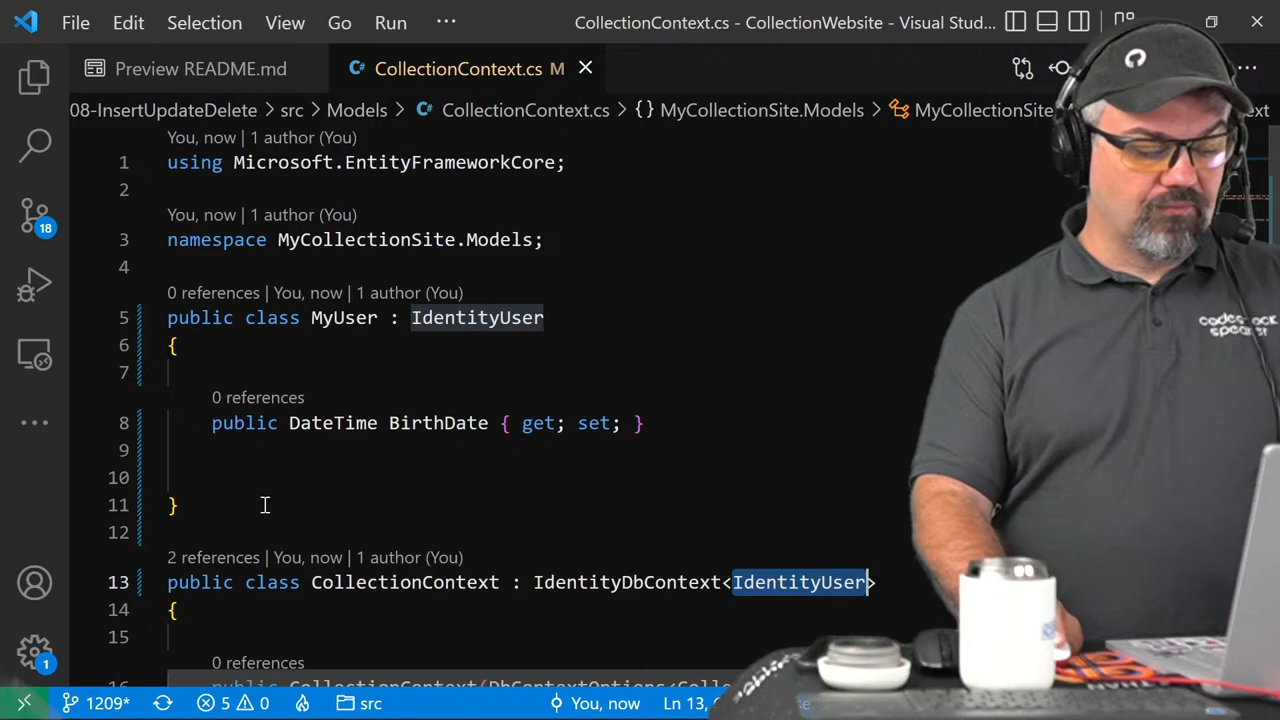 File Edit Selection View Go Run ··· CollectionContext.cs - CollectionWebsite - Visual Stud...
Preview README.md CollectionContext.cs M
08-InsertUpdateDelete > src > Models > CollectionContext.cs > {} MyCollectionSite.Models > MyCollectionSite.
You, now | 1 author (You)
1 using Microsoft.EntityFrameworkCore;
2
You, now | 1 author (You)
3 namespace MyCollectionSite.Models;
4
0 references | You, now | 1 author (You)
5 public class MyUser : IdentityUser
6 {
7
0 references
8 public DateTime BirthDate { get; set; }
9
10
11 }
12
2 references | You, now | 1 author (You)
13 public class CollectionContext : IdentityDbContext<IdentityUser>
14 {
15
0 references
18
1
1209* 5 0 src You, now Ln 13,
codestock
speaker